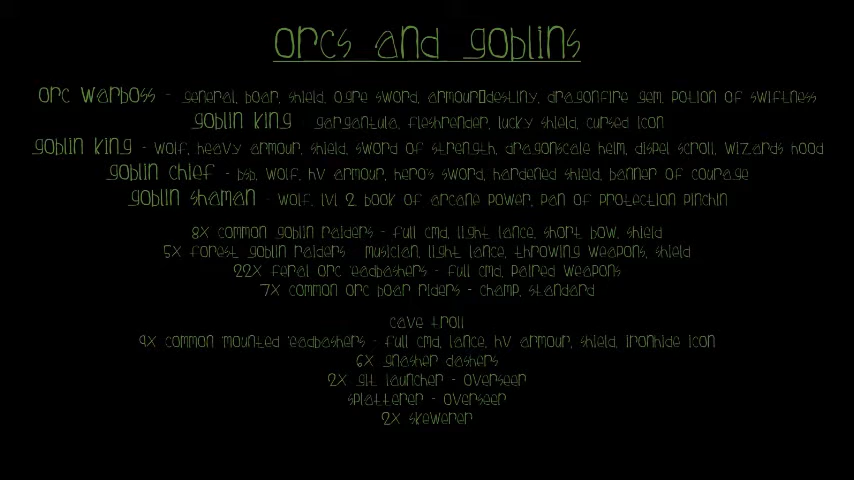 orcs and goblins
orc warboss - general, boar, shield, ogre sword, armour▯destiny, dragonfire gem, potion of swiftness
goblin king - gargantula, fleshrender, lucky shield, cursed icon
goblin king - wolf, heavy armour, shield, sword of strength, dragonscale helm, dispel scroll, wizards hood
goblin chief - bsb, wolf, hv armour, hero's sword, hardened shield, banner of courage
goblin shaman - wolf, lvl 2 book of arcane power, pan of protection pinchin
8x common goblin raiders - full cmd, light lance, short bow, shield
5x forest goblin raiders musician, light lance, throwing weapons, shield
22x feral orc 'eadbashers - full cmd, paired weapons
7x common orc boar riders - champ, standard
cave troll
9x common mounted 'eadbashers - full cmd, lance, hv armour, shield, ironhide icon
6x gnasher dashers
2x git launcher - overseer
splatterer - overseer
2x skewerer